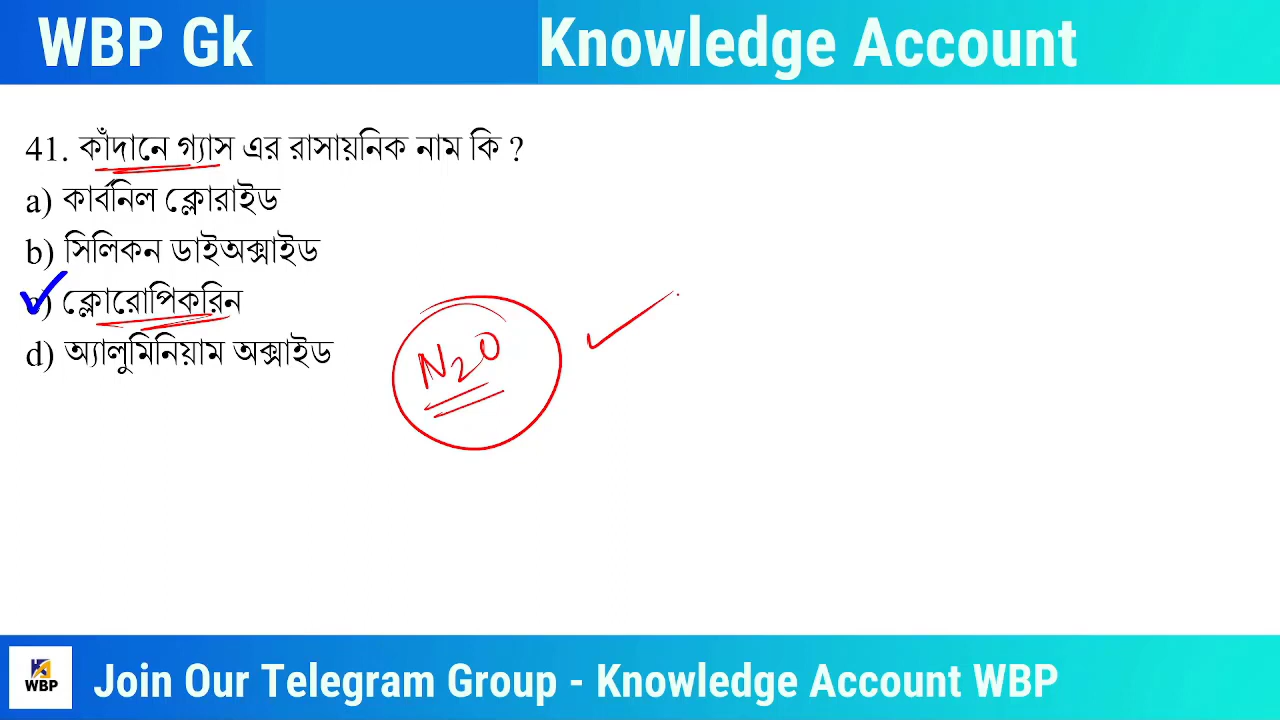 WBP Gk
Knowledge Account
41. কাঁদানে গ্যাস এর রাসায়নিক নাম কি ?
a) কার্বনিল ক্লোরাইড
b) সিলিকন ডাইঅক্সাইড
c) ক্লোরোপিকরিন
d) অ্যালুমিনিয়াম অক্সাইড
N2O
WBP
Join Our Telegram Group - Knowledge Account WBP